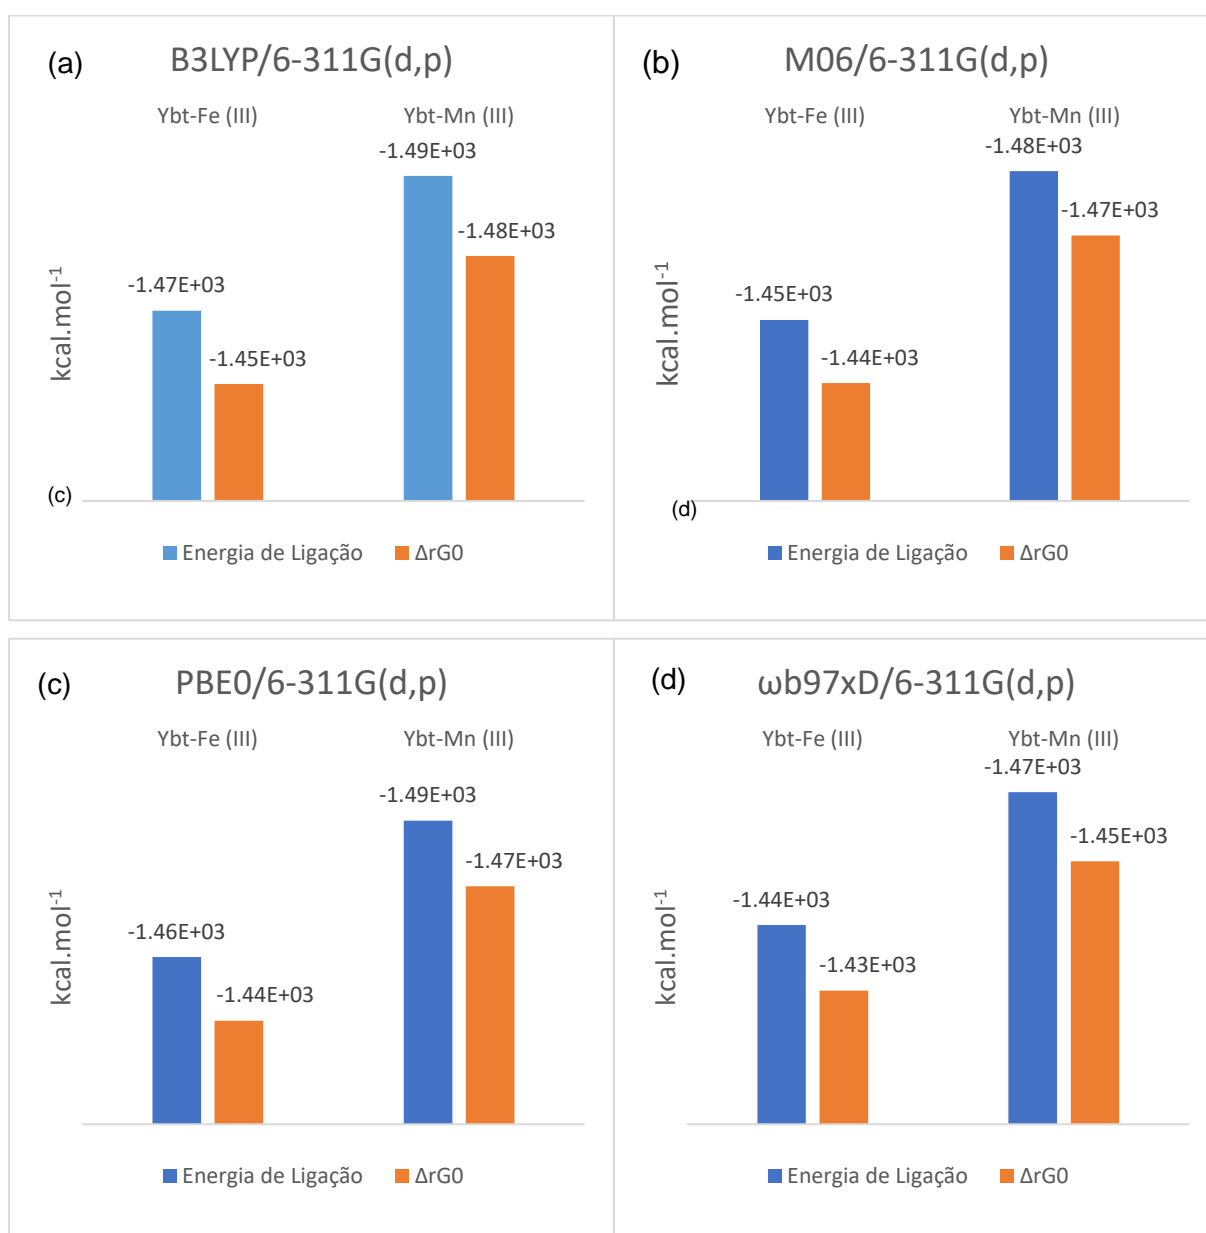 (a) B3LYP/6-311G(d,p)
Ybt-Fe (III) Ybt-Mn (III)
-1.49E+03
-1.48E+03
-1.47E+03
-1.45E+03
kcal.mol-1
(c)
Energia de Ligação ΔrG0
(b) M06/6-311G(d,p)
Ybt-Fe (III) Ybt-Mn (III)
-1.48E+03
-1.47E+03
-1.45E+03
-1.44E+03
kcal.mol-1
(d)
Energia de Ligação ΔrG0
(c) PBE0/6-311G(d,p)
Ybt-Fe (III) Ybt-Mn (III)
-1.49E+03
-1.47E+03
-1.46E+03
-1.44E+03
kcal.mol-1
Energia de Ligação ΔrG0
(d) ωb97xD/6-311G(d,p)
Ybt-Fe (III) Ybt-Mn (III)
-1.47E+03
-1.45E+03
-1.44E+03
-1.43E+03
kcal.mol-1
Energia de Ligação ΔrG0